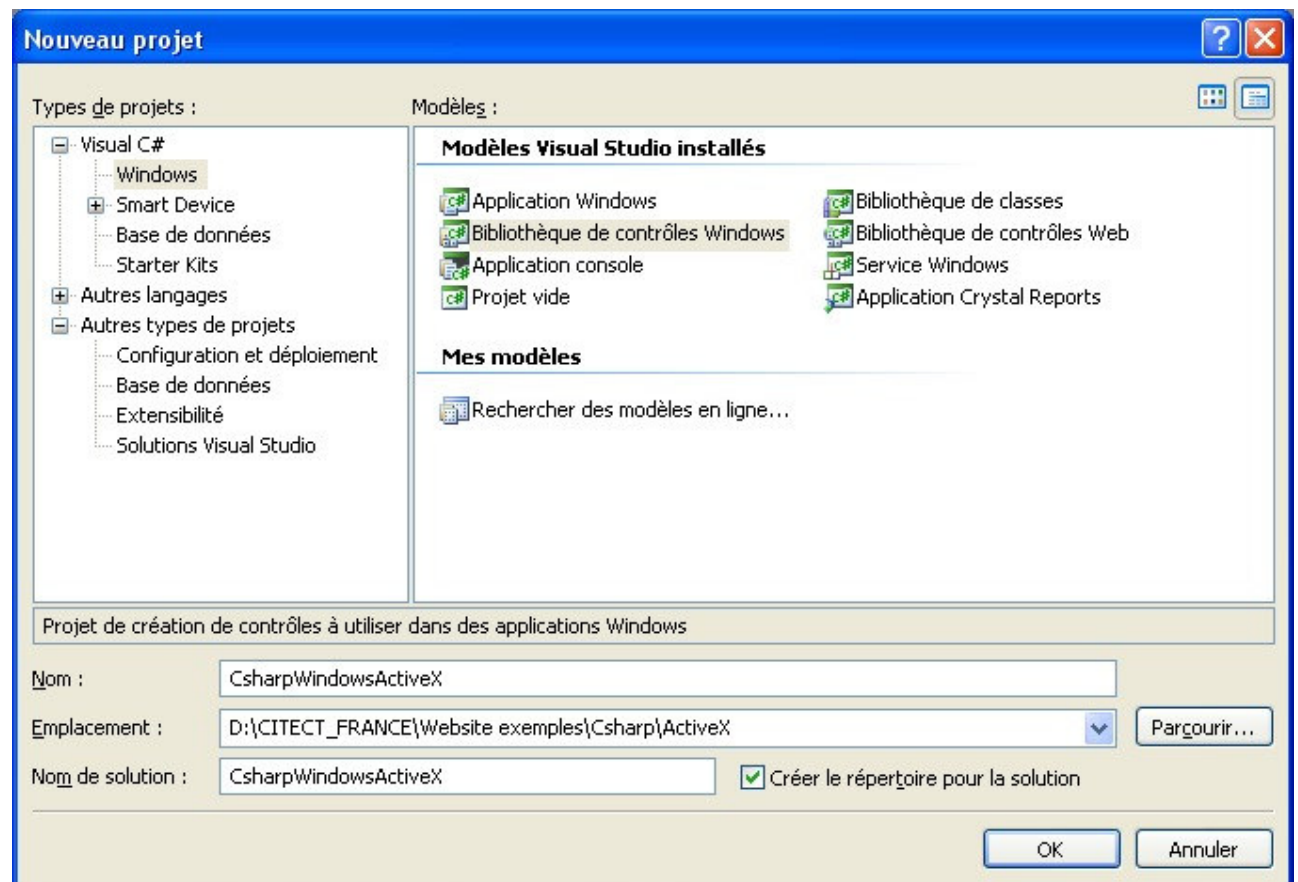 Nouveau projet
Types de projets :
Modèles :
Visual C#
Windows
Smart Device
Base de données
Starter Kits
Autres langages
Autres types de projets
Configuration et déploiement
Base de données
Extensibilité
Solutions Visual Studio
Modèles Visual Studio installés
Application Windows
Bibliothèque de contrôles Windows
Application console
Projet vide
Bibliothèque de classes
Bibliothèque de contrôles Web
Service Windows
Application Crystal Reports
Mes modèles
Rechercher des modèles en ligne...
Projet de création de contrôles à utiliser dans des applications Windows
Nom :
CsharpWindowsActiveX
Emplacement :
D:\CITECT_FRANCE\Website exemples\Csharp\ActiveX
Parcourir...
Nom de solution :
CsharpWindowsActiveX
Créer le répertoire pour la solution
OK
Annuler